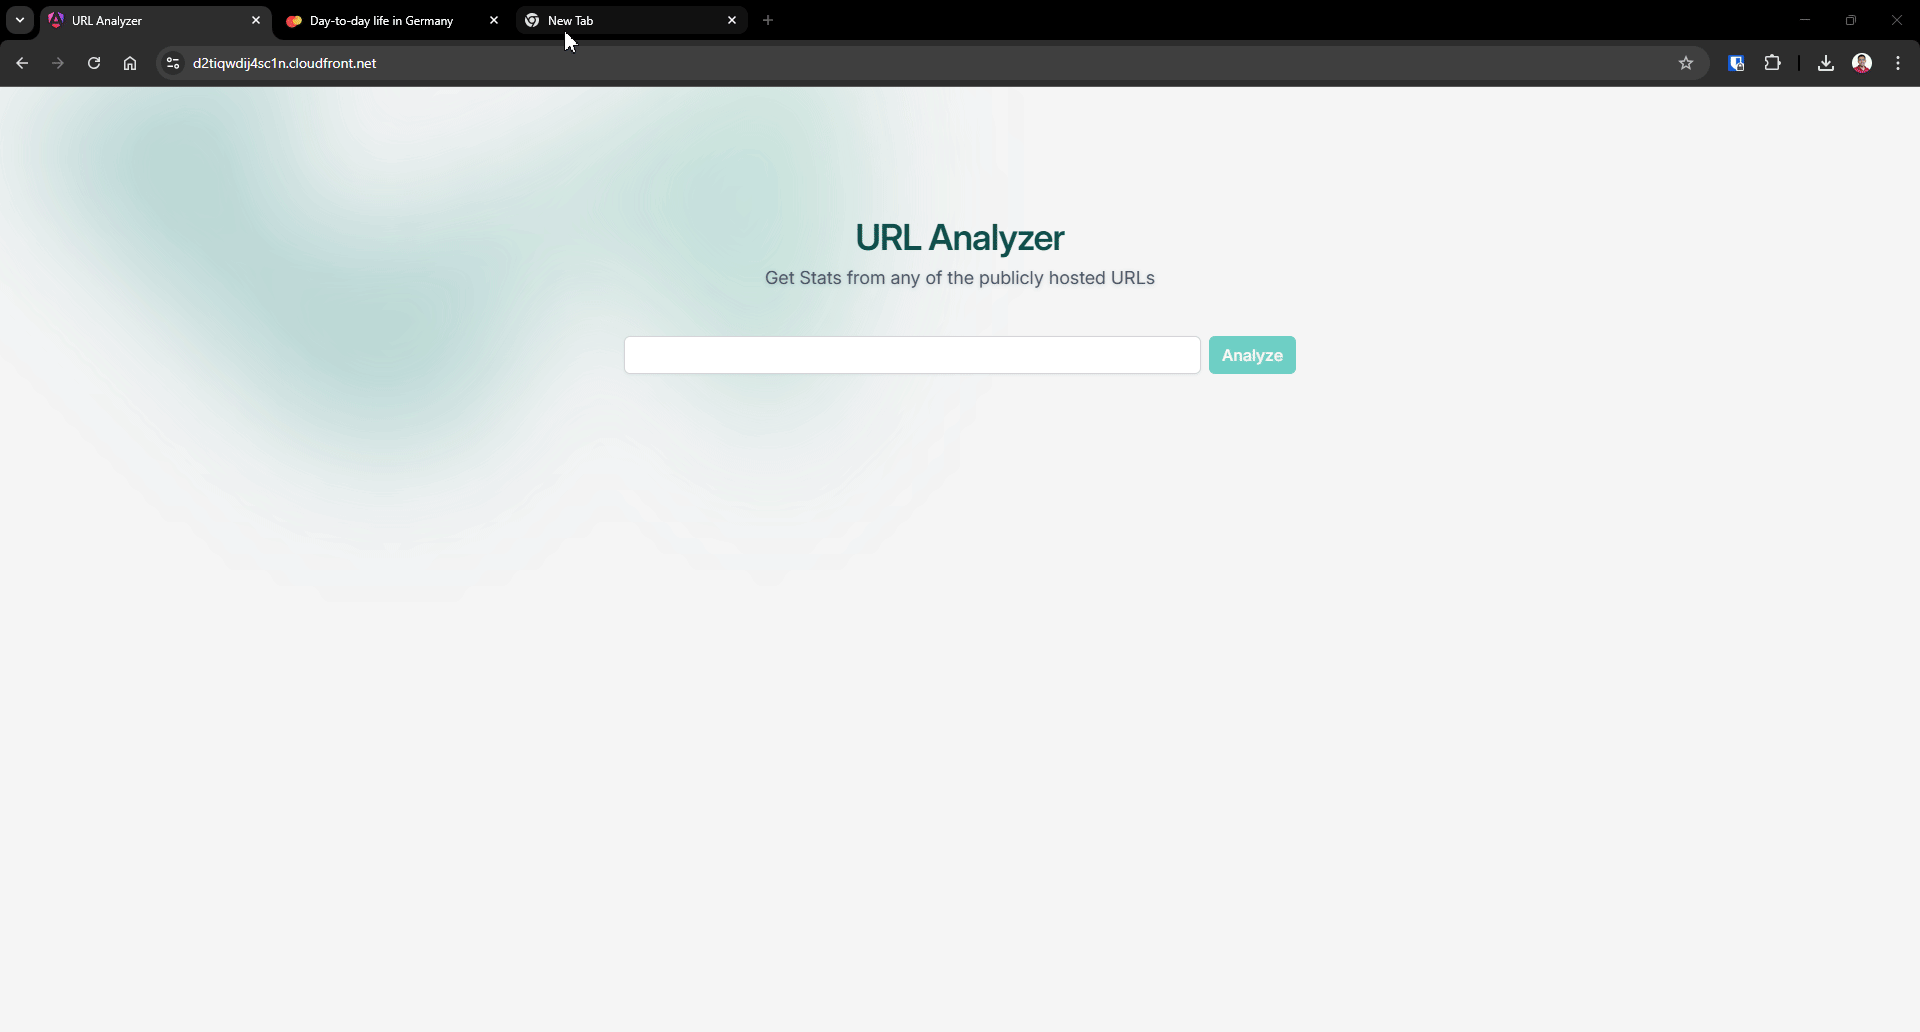 URL Analyzer
Day-to-day life in Germany
New Tab
d2tiqwdij4sc1n.cloudfront.net
URL Analyzer
Get Stats from any of the publicly hosted URLs
Analyze